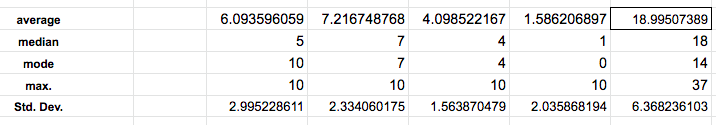 average 6.093596059 7.216748768 4.098522167 1.586206897 18.99507389
median 5 7 4 1 18
mode 10 7 4 0 14
max. 10 10 10 10 37
Std. Dev. 2.995228611 2.334060175 1.563870479 2.035868194 6.368236103